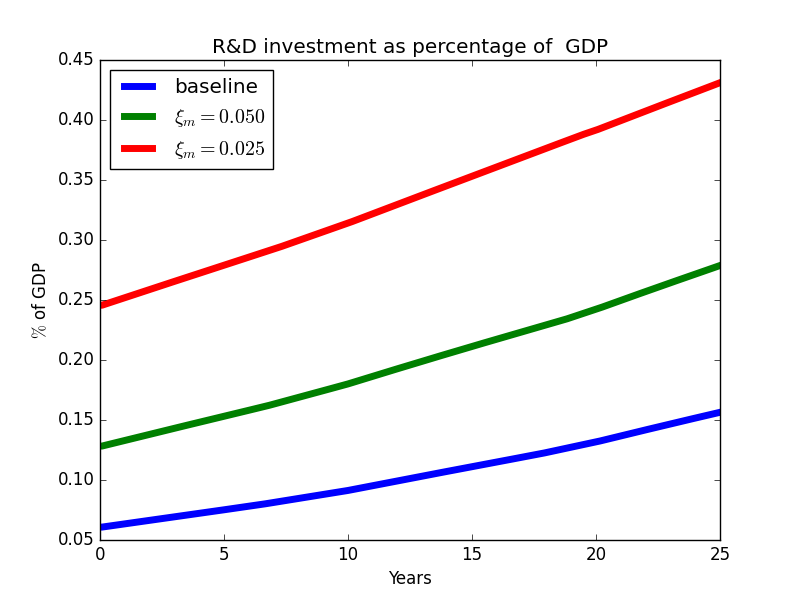 R&D investment as percentage of  GDP
baseline
ξm = 0.050
ξm = 0.025
0.45
0.40
0.35
0.30
0.25
0.20
0.15
0.10
0.05
% of GDP
0 5 10 15 20 25
Years